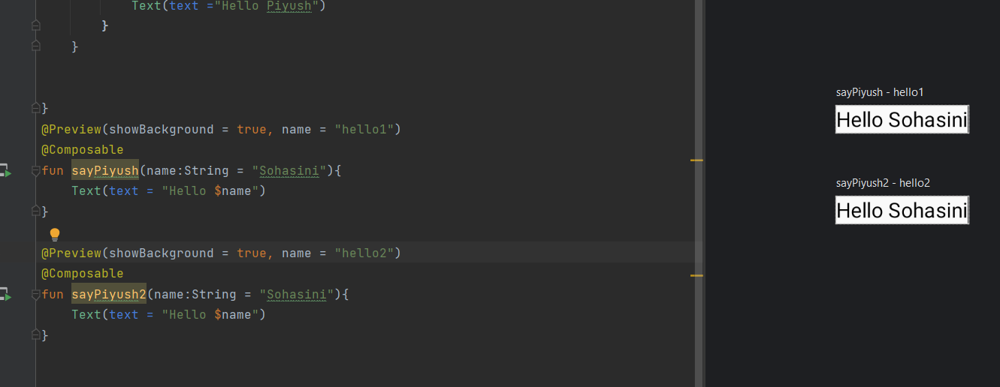 Text(text ="Hello Piyush")
}
}
}
@Preview(showBackground = true, name = "hello1")
@Composable
fun sayPiyush(name:String = "Sohasini"){
Text(text = "Hello $name")
}
@Preview(showBackground = true, name = "hello2")
@Composable
fun sayPiyush2(name:String = "Sohasini"){
Text(text = "Hello $name")
}
sayPiyush - hello1
Hello Sohasini
sayPiyush2 - hello2
Hello Sohasini